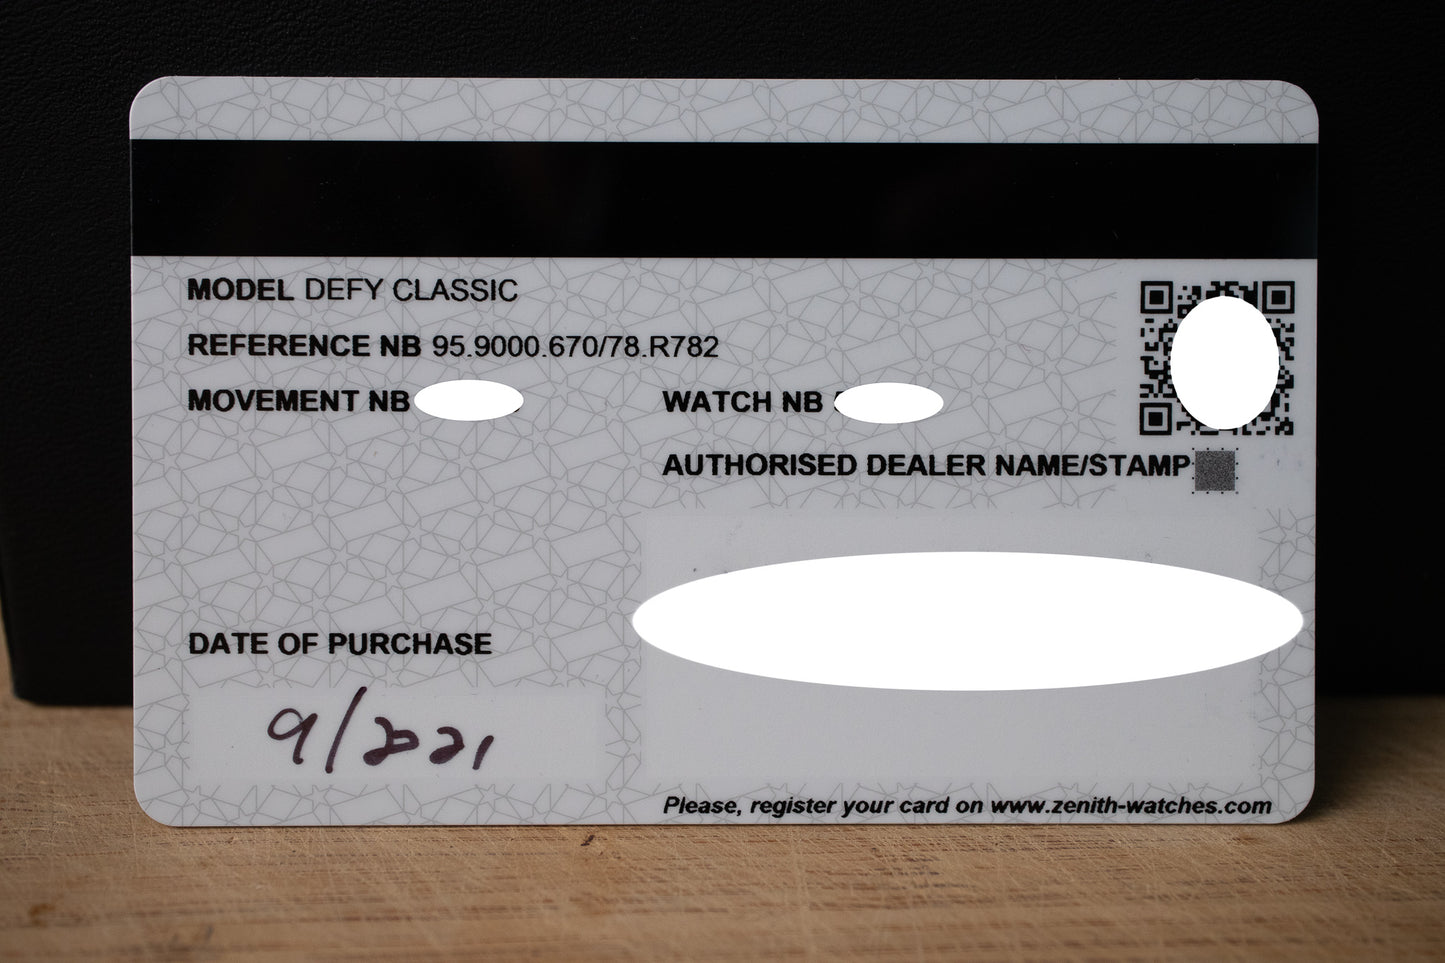 MODEL DEFY CLASSIC
REFERENCE NB 95.9000.670/78.R782
MOVEMENT NB
WATCH NB
AUTHORISED DEALER NAME/STAMP
DATE OF PURCHASE
9/2021
Please, register your card on www.zenith-watches.com